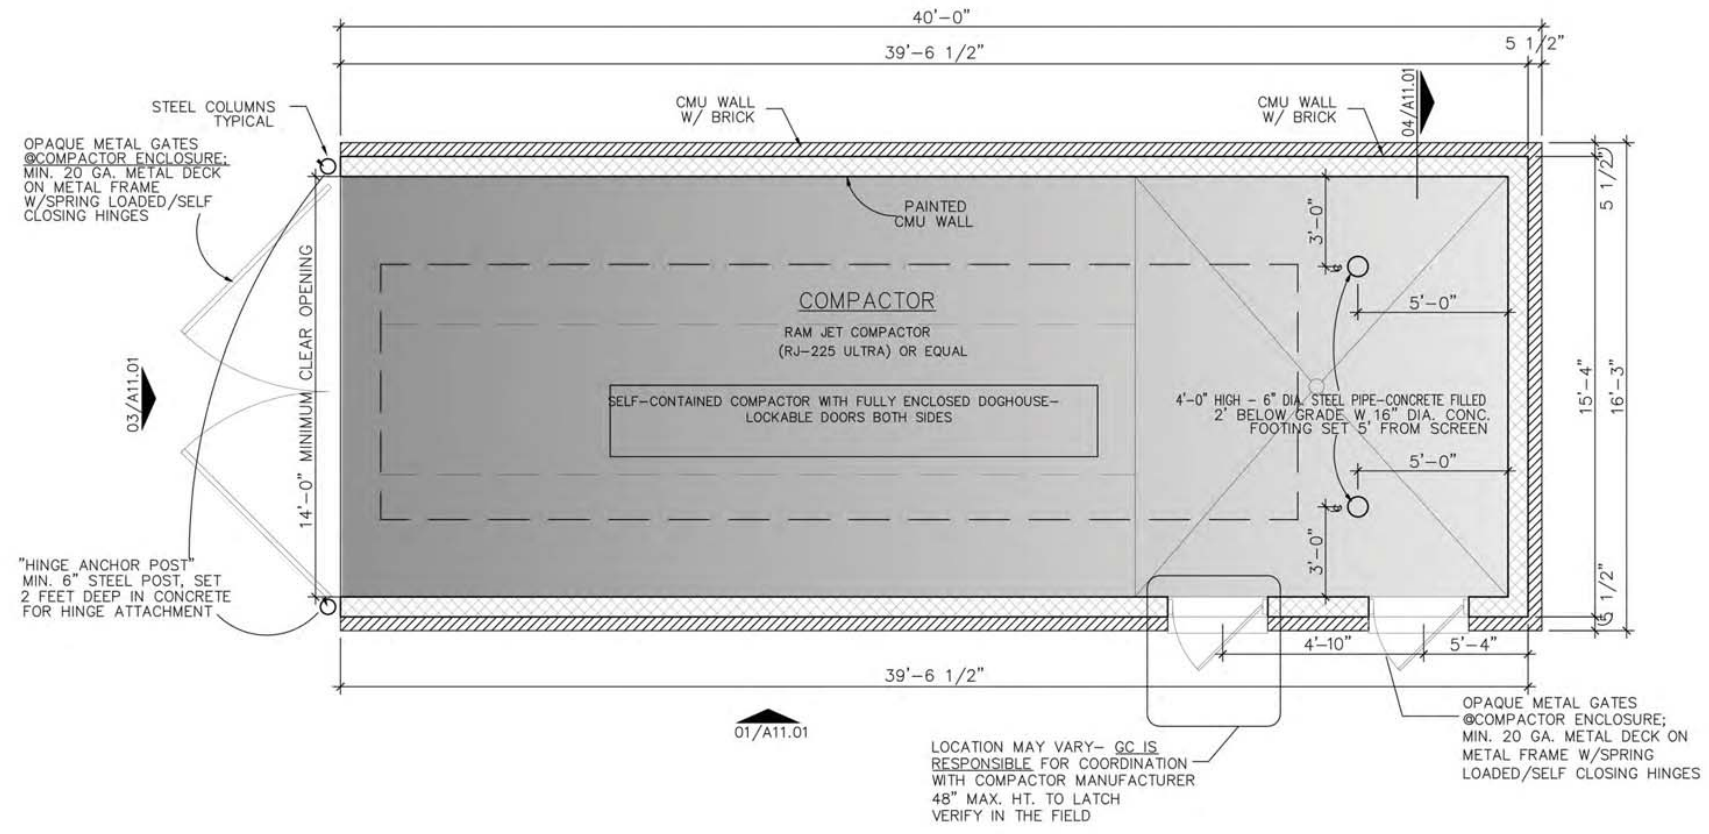 40'-0"
39'-6 1/2"
5 1/2"
STEEL COLUMNS
TYPICAL
CMU WALL
W/ BRICK
CMU WALL
W/ BRICK
04/A11.01
OPAQUE METAL GATES
@COMPACTOR ENCLOSURE;
MIN. 20 GA. METAL DECK
ON METAL FRAME
W/SPRING LOADED/SELF
CLOSING HINGES
5 1/2"
PAINTED
CMU WALL
3'-0"
14'-0" MINIMUM CLEAR OPENING
COMPACTOR
RAM JET COMPACTOR
(RJ-225 ULTRA) OR EQUAL
5'-0"
03/A11.01
SELF-CONTAINED COMPACTOR WITH FULLY ENCLOSED DOGHOUSE-
LOCKABLE DOORS BOTH SIDES
4'-0" HIGH - 6" DIA. STEEL PIPE-CONCRETE FILLED
2' BELOW GRADE W 16" DIA. CONC.
FOOTING SET 5' FROM SCREEN
15'-4"
16'-3"
5'-0"
3'-0"
"HINGE ANCHOR POST"
MIN. 6" STEEL POST, SET
2 FEET DEEP IN CONCRETE
FOR HINGE ATTACHMENT
5 1/2"
4'-10"
5'-4"
39'-6 1/2"
01/A11.01
LOCATION MAY VARY- GC IS
RESPONSIBLE FOR COORDINATION
WITH COMPACTOR MANUFACTURER
48" MAX. HT. TO LATCH
VERIFY IN THE FIELD
OPAQUE METAL GATES
@COMPACTOR ENCLOSURE;
MIN. 20 GA. METAL DECK ON
METAL FRAME W/SPRING
LOADED/SELF CLOSING HINGES